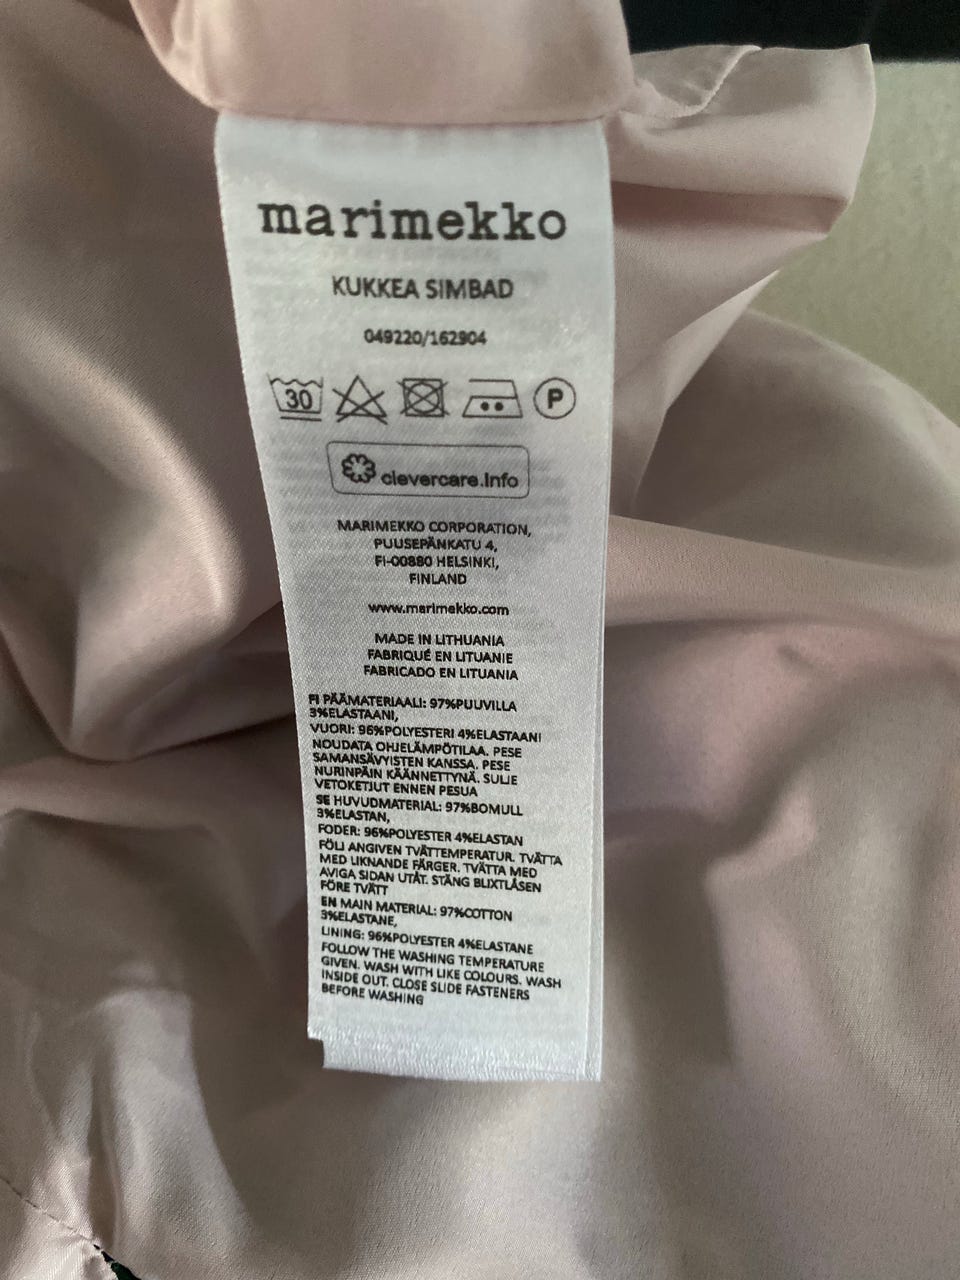 marimekko
KUKKEA SIMBAD
049220/162904
30 P
clevercare.info
MARIMEKKO CORPORATION,
PUUSEPÄNKATU 4,
FI-00880 HELSINKI,
FINLAND
www.marimekko.com
MADE IN LITHUANIA
FABRIQUÉ EN LITUANIE
FABRICADO EN LITUANIA
FI PÄÄMATERIAALI: 97%PUUVILLA
3%ELASTAANI,
VUORI: 96%POLYESTERI 4%ELASTAANI
NOUDATA OHJELÄMPÖTILAA. PESE
SAMANSÄVYISTEN KANSSA. PESE
NURINPÄIN KÄÄNNETTYNÄ. SULJE
VETOKETJUT ENNEN PESUA
SE HUVUDMATERIAL: 97%BOMULL
3%ELASTAN,
FODER: 96%POLYESTER 4%ELASTAN
FÖLJ ANGIVEN TVÄTTEMPERATUR. TVÄTTA
MED LIKNANDE FÄRGER. TVÄTTA MED
AVIGA SIDAN UTÅT. STÄNG BLIXTLÅSEN
FÖRE TVÄTT
EN MAIN MATERIAL: 97%COTTON
3%ELASTANE,
LINING: 96%POLYESTER 4%ELASTANE
FOLLOW THE WASHING TEMPERATURE
GIVEN. WASH WITH LIKE COLOURS. WASH
INSIDE OUT. CLOSE SLIDE FASTENERS
BEFORE WASHING